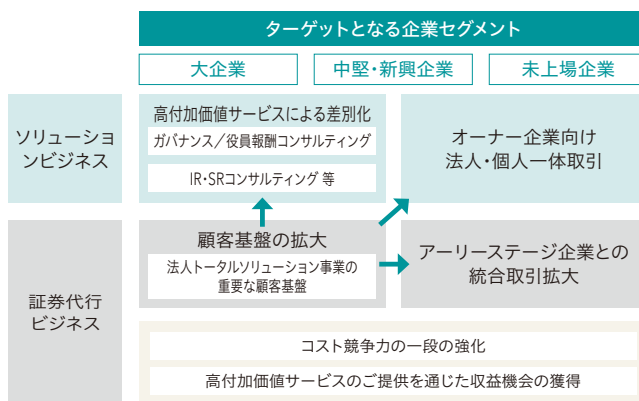 ターゲットとなる企業セグメント
大企業
中堅・新興企業
未上場企業
ソリューショ
ンビジネス
高付加価値サービスによる差別化
ガバナンス／役員報酬コンサルティング
IR・SRコンサルティング 等
オーナー企業向け
法人・個人一体取引
証券代行
ビジネス
顧客基盤の拡大
法人トータルソリューション事業の
重要な顧客基盤
アーリーステージ企業との
統合取引拡大
コスト競争力の一段の強化
高付加価値サービスのご提供を通じた収益機会の獲得